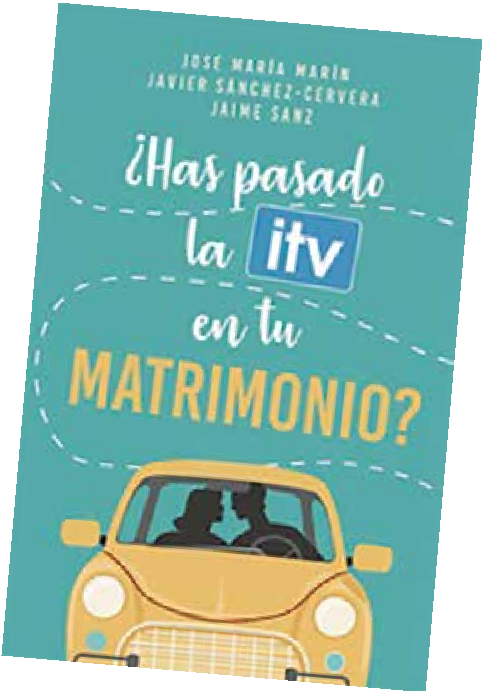 JOSÉ MARÍA MARÍN
JAVIER SÁNCHEZ-CERVERA
JAIME SANZ
¿Has pasado
la itv
en tu
MATRIMONIO?